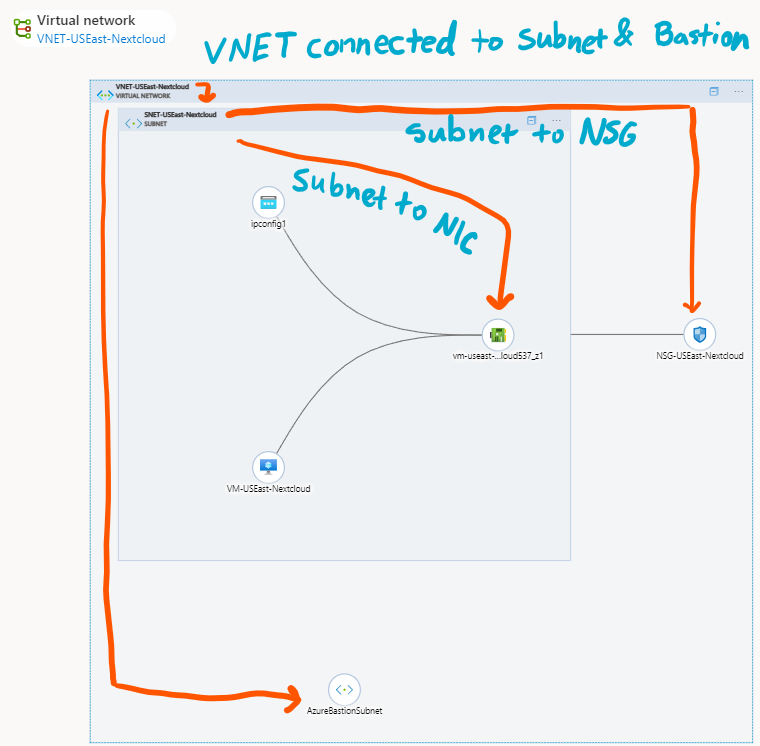 Virtual network
VNET-USEast-Nextcloud
VNET connected to Subnet & Bastion
VNET-USEast-Nextcloud
VIRTUAL NETWORK
SNET-USEast-Nextcloud
SUBNET
Subnet to NSG
Subnet to NIC
ipconfig1
vm-useast-...loud537_z1
NSG-USEast-Nextcloud
VM-USEast-Nextcloud
AzureBastionSubnet